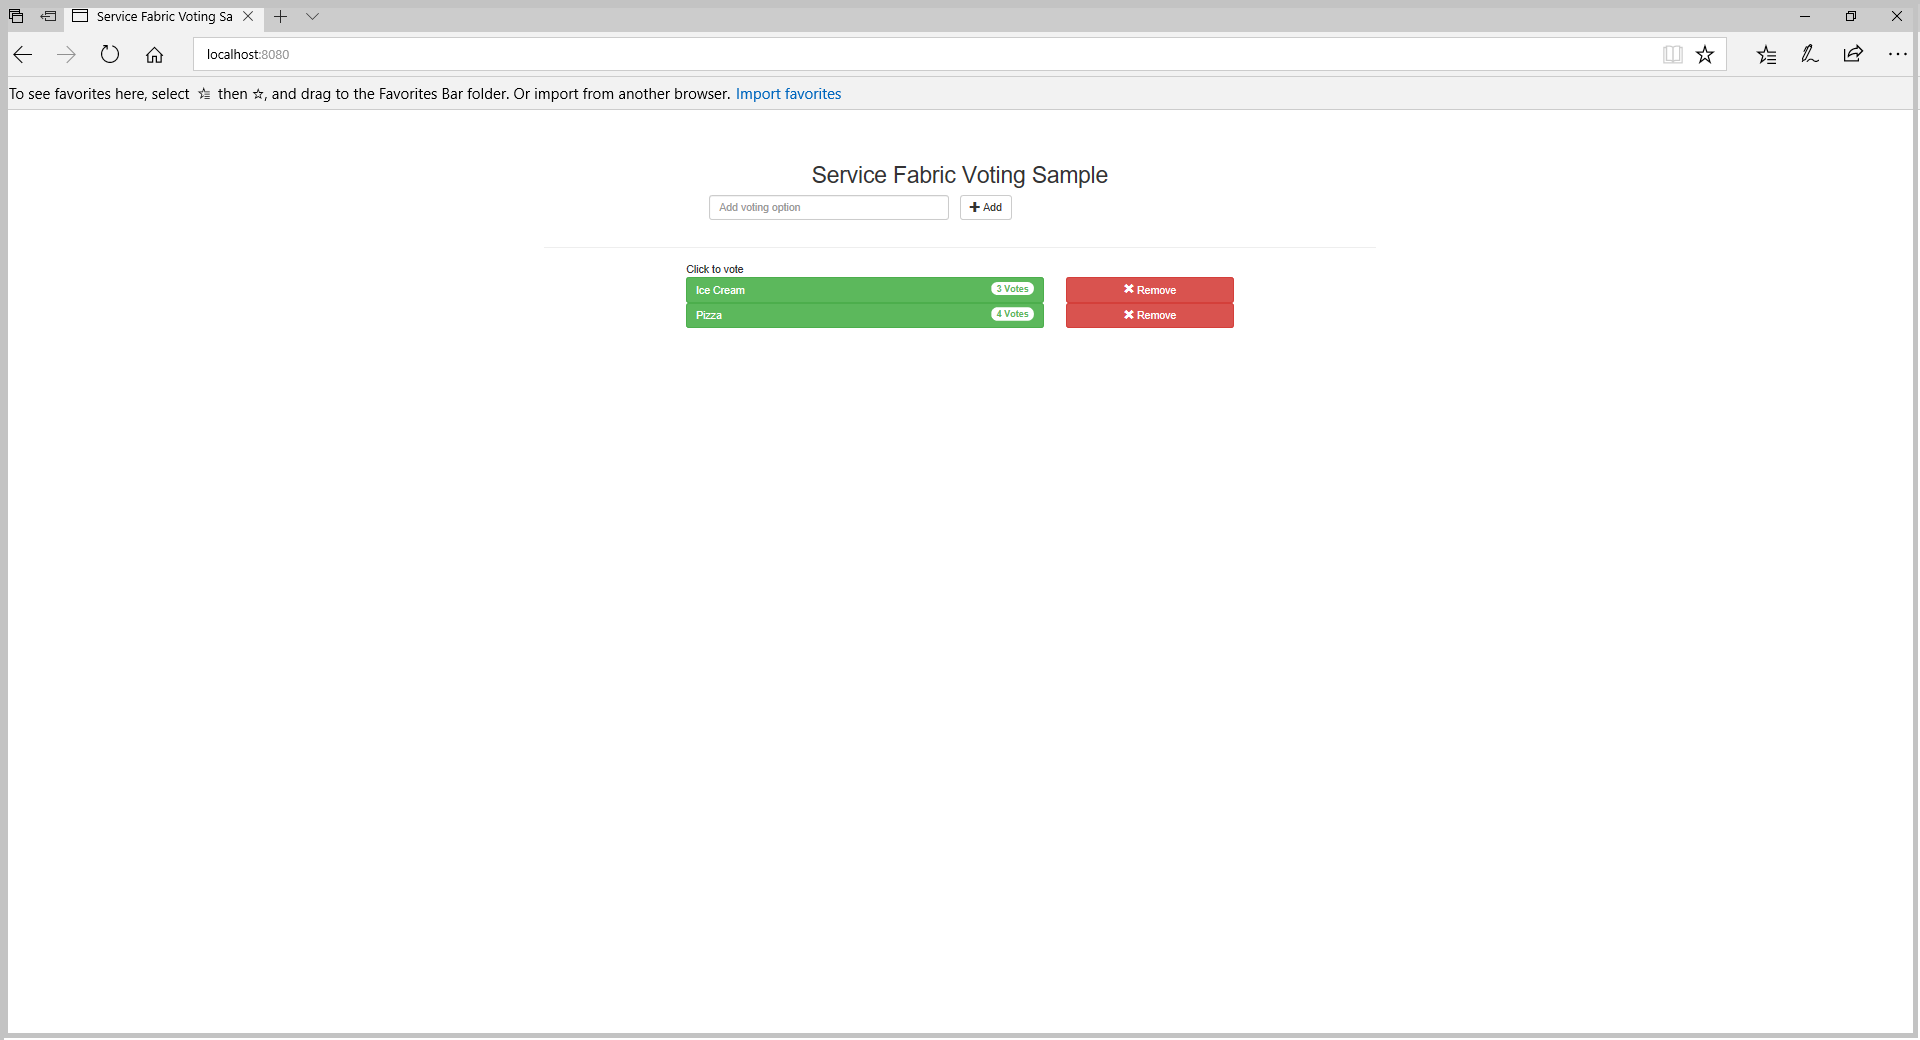 Service Fabric Voting Sa
localhost:8080
To see favorites here, select then , and drag to the Favorites Bar folder. Or import from another browser. Import favorites
Service Fabric Voting Sample
Add voting option
Add
Click to vote
Ice Cream 3 Votes Remove
Pizza 4 Votes Remove